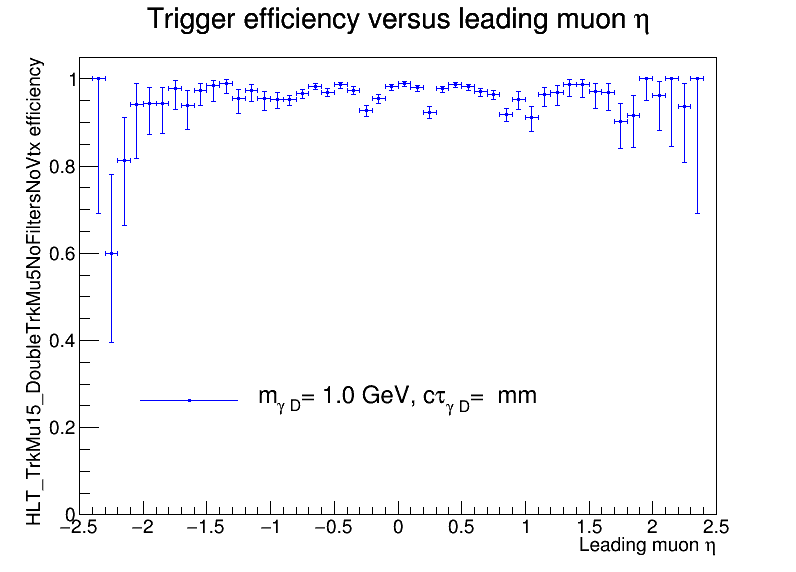 Trigger efficiency versus leading muon η
HLT_TrkMu15_DoubleTrkMu5NoFiltersNoVtx efficiency
1
0.8
0.6
0.4
0.2
0
m_{γ D}= 1.0 GeV, cτ_{γ D}= mm
−2.5 −2 −1.5 −1 −0.5 0 0.5 1 1.5 2 2.5
Leading muon η